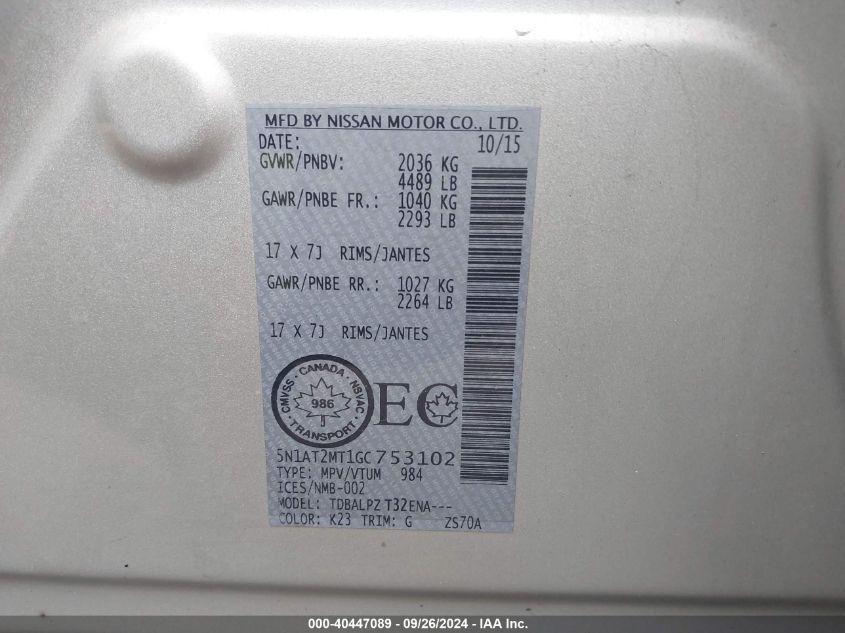 MFD BY NISSAN MOTOR CO., LTD.
DATE: 10/15
GVWR/PNBV: 2036 KG
4489 LB
GAWR/PNBE FR.: 1040 KG
2293 LB
17 X 7J RIMS/JANTES
GAWR/PNBE RR.: 1027 KG
2264 LB
17 X 7J RIMS/JANTES
CMVSS · CANADA · NSVAC · TRANSPORT ·
986
EC
5N1AT2MT1GC753102
TYPE: MPV/VTUM 984
ICES/NMB-002
MODEL: TDBALPZ T32ENA---
COLOR: K23 TRIM: G ZS70A
000-40447089 - 09/26/2024 - IAA Inc.